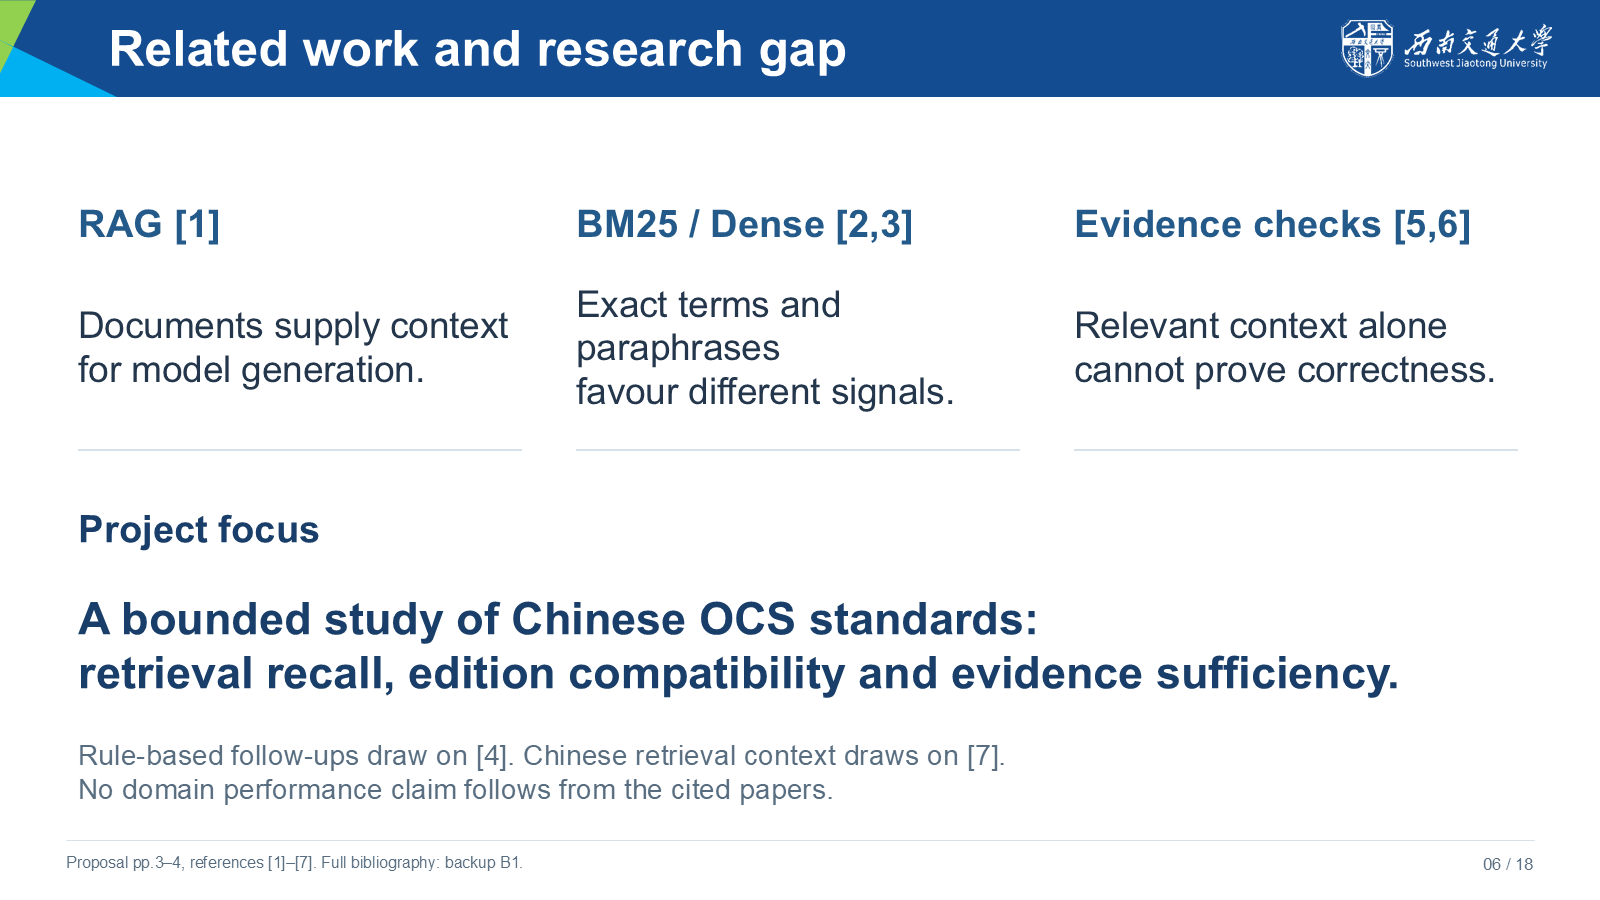 Related work and research gap
西南交通大學
Southwest Jiaotong University
RAG [1]
Documents supply context
for model generation.
BM25 / Dense [2,3]
Exact terms and
paraphrases
favour different signals.
Evidence checks [5,6]
Relevant context alone
cannot prove correctness.
Project focus
A bounded study of Chinese OCS standards:
retrieval recall, edition compatibility and evidence sufficiency.
Rule-based follow-ups draw on [4]. Chinese retrieval context draws on [7].
No domain performance claim follows from the cited papers.
Proposal pp.3–4, references [1]–[7]. Full bibliography: backup B1.
06 / 18